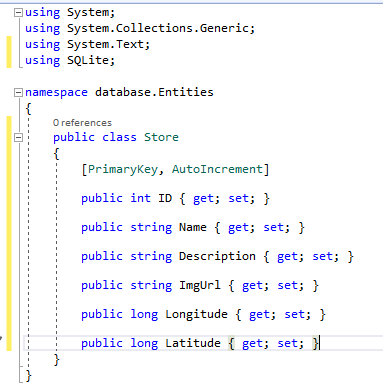 using System;
using System.Collections.Generic;
using System.Text;
using SQLite;
namespace database.Entities
{
0 references
public class Store
{
[PrimaryKey, AutoIncrement]
public int ID { get; set; }
public string Name { get; set; }
public string Description { get; set; }
public string ImgUrl { get; set; }
public long Longitude { get; set; }
public long Latitude { get; set; }
}
}